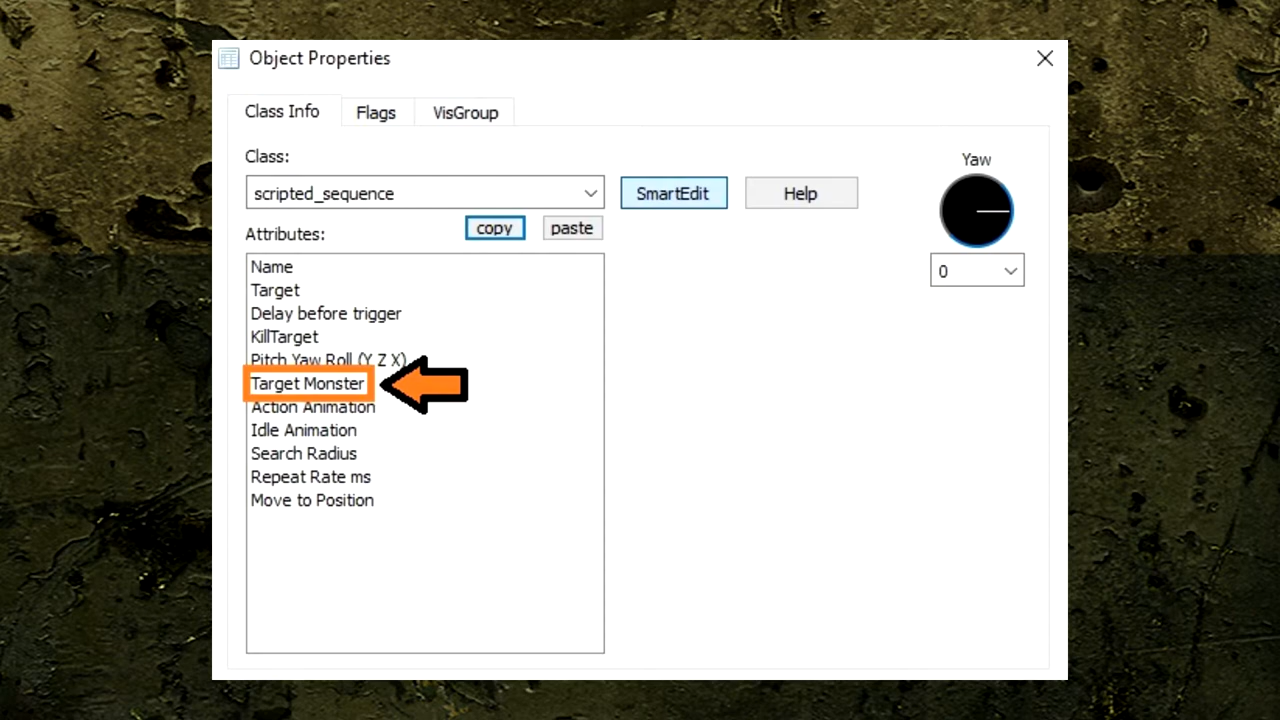 Object Properties
Class Info Flags VisGroup
Class:
Yaw
scripted_sequence SmartEdit Help
Attributes: copy paste
0
Name
Target
Delay before trigger
KillTarget
Pitch Yaw Roll (Y Z X)
Target Monster
Action Animation
Idle Animation
Search Radius
Repeat Rate ms
Move to Position